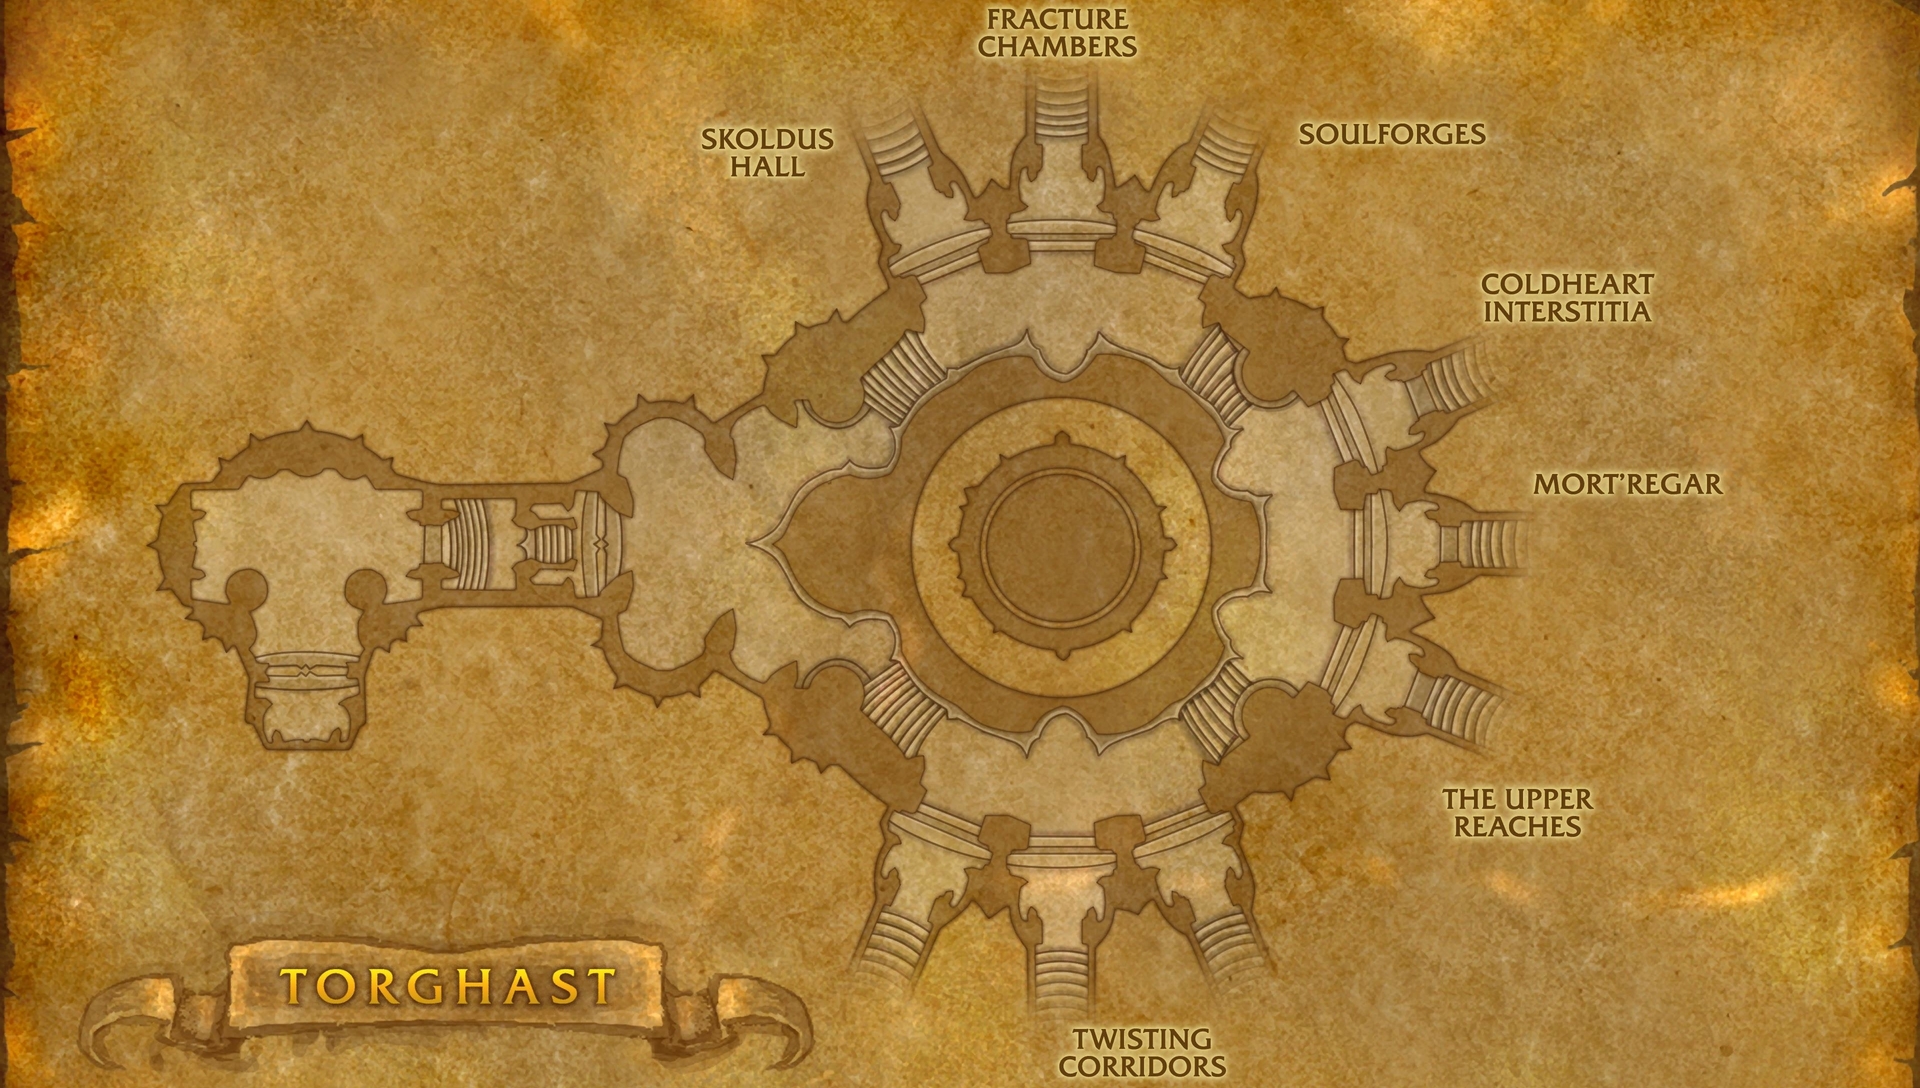 FRACTURE
CHAMBERS
SKOLDUS
HALL
SOULFORGES
COLDHEART
INTERSTITIA
MORT'REGAR
THE UPPER
REACHES
TORGHAST
TWISTING
CORRIDORS